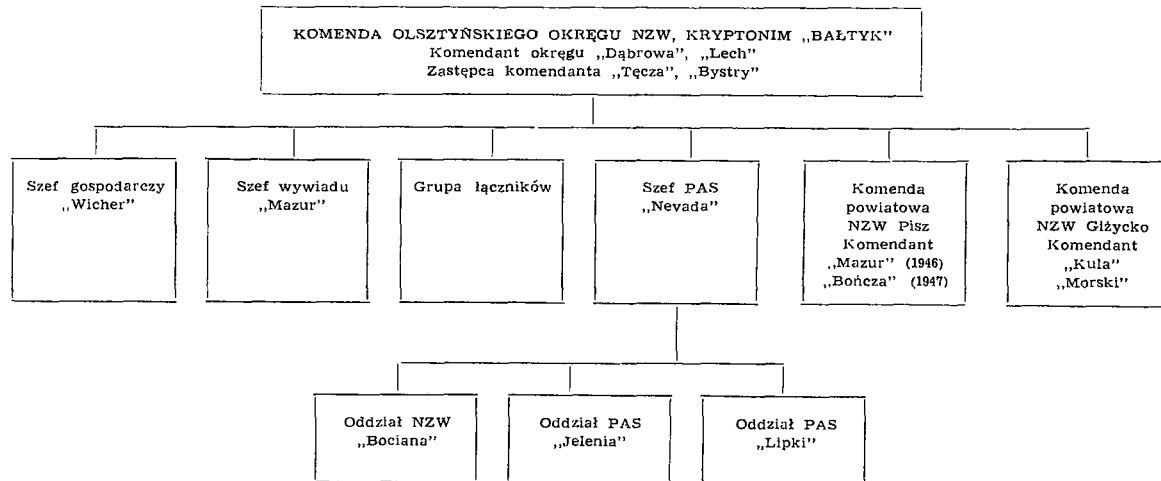 KOMENDA OLSZTYŃSKIEGO OKRĘGU NZW, KRYPTONIM „BAŁTYK”
Komendant okręgu „Dąbrowa”, „Lech”
Zastępca komendanta „Tęcza”, „Bystry”
Szef gospodarczy
„Wicher”
Szef wywiadu
„Mazur”
Grupa łączników
Szef PAS
„Nevada”
Komenda
powiatowa
NZW Pisz
Komendant
„Mazur” (1946)
„Bończa” (1947)
Komenda
powiatowa
NZW Giżycko
Komendant
„Kula”
„Morski”
Oddział NZW
„Bociana”
Oddział PAS
„Jelenia”
Oddział PAS
„Lipki”